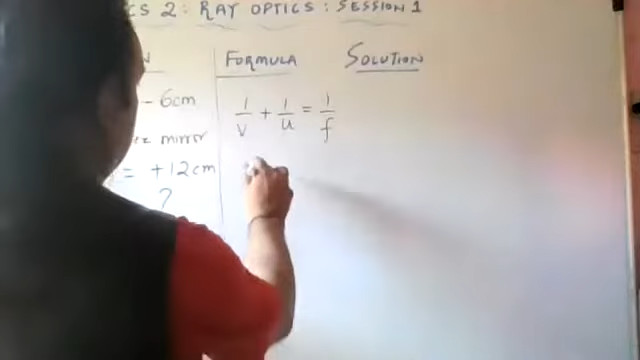 CS 2: RAY OPTICS: SESSION 1
FORMULA SOLUTION
- 6cm
1/v + 1/u = 1/f
mirror
= +12cm
?